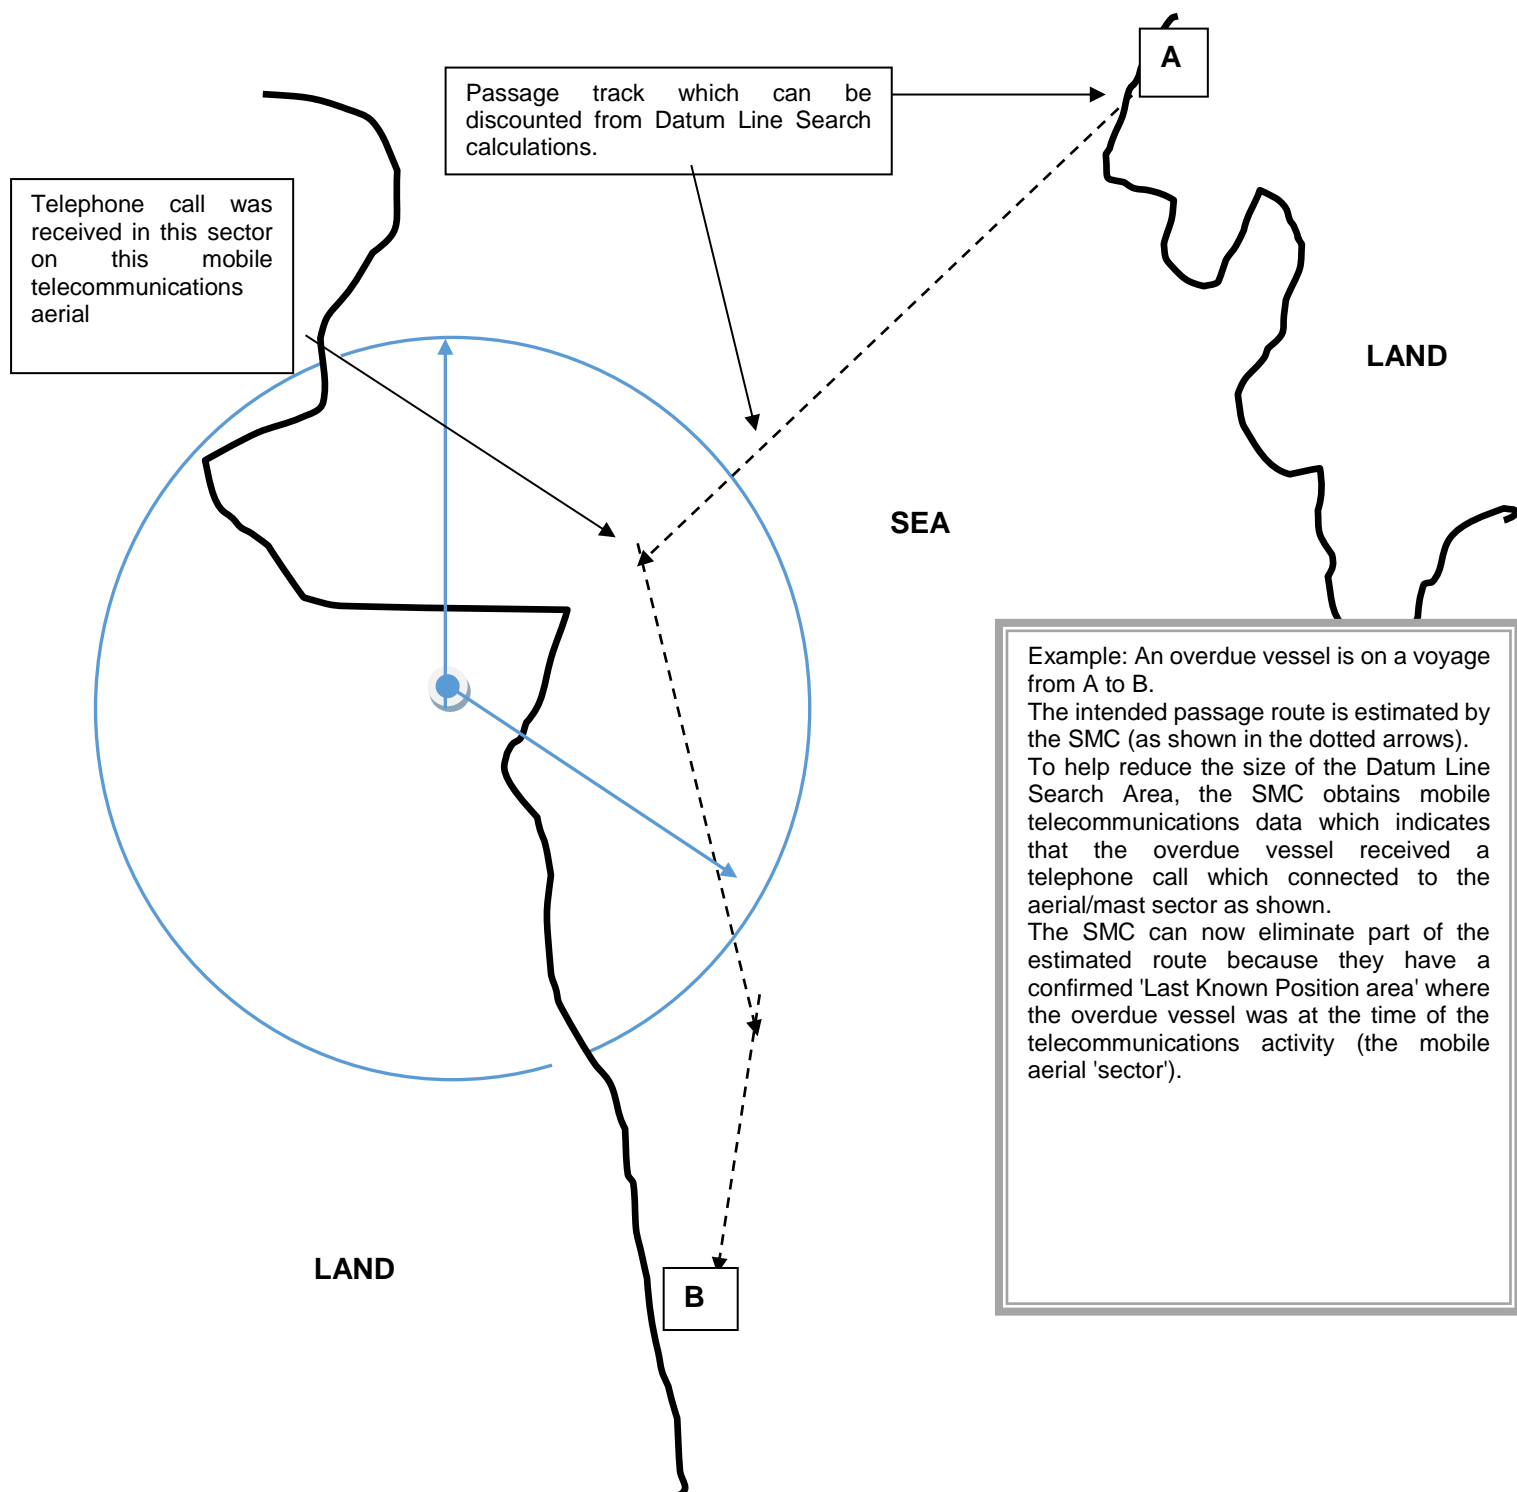 A
Passage track which can be
discounted from Datum Line Search
calculations.
Telephone call was
received in this sector
on this mobile
telecommunications
aerial
LAND
SEA
Example: An overdue vessel is on a voyage
from A to B.
The intended passage route is estimated by
the SMC (as shown in the dotted arrows).
To help reduce the size of the Datum Line
Search Area, the SMC obtains mobile
telecommunications data which indicates
that the overdue vessel received a
telephone call which connected to the
aerial/mast sector as shown.
The SMC can now eliminate part of the
estimated route because they have a
confirmed 'Last Known Position area' where
the overdue vessel was at the time of the
telecommunications activity (the mobile
aerial 'sector').
LAND
B